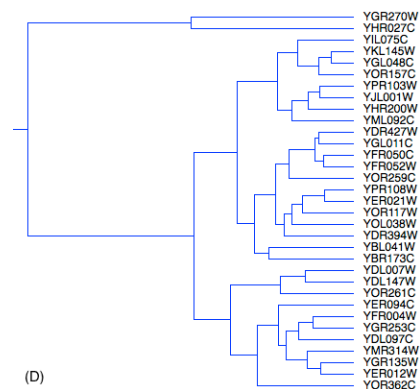 YGR270W
YHR027C
YIL075C
YKL145W
YGL048C
YOR157C
YPR103W
YJL001W
YHR200W
YML092C
YDR427W
YGL011C
YFR050C
YFR052W
YOR259C
YPR108W
YER021W
YOR117W
YOL038W
YDR394W
YBL041W
YBR173C
YDL007W
YDL147W
YOR261C
YER094C
YFR004W
YGR253C
YDL097C
YMR314W
YGR135W
YER012W
YOR362C
(D)